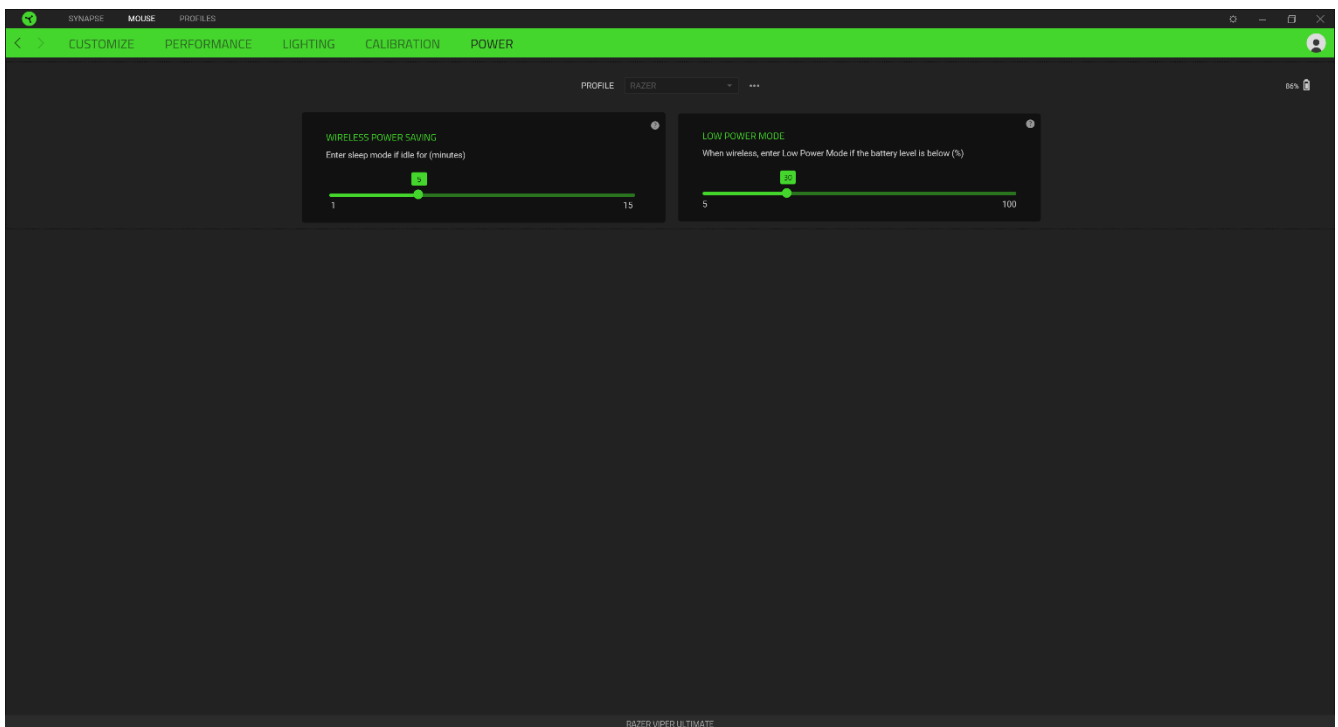 SYNAPSE MOUSE PROFILES
CUSTOMIZE PERFORMANCE LIGHTING CALIBRATION POWER
PROFILE RAZER
86%
WIRELESS POWER SAVING
Enter sleep mode if idle for (minutes)
5
1 15
LOW POWER MODE
When wireless, enter Low Power Mode if the battery level is below (%)
30
5 100
RAZER VIPER ULTIMATE